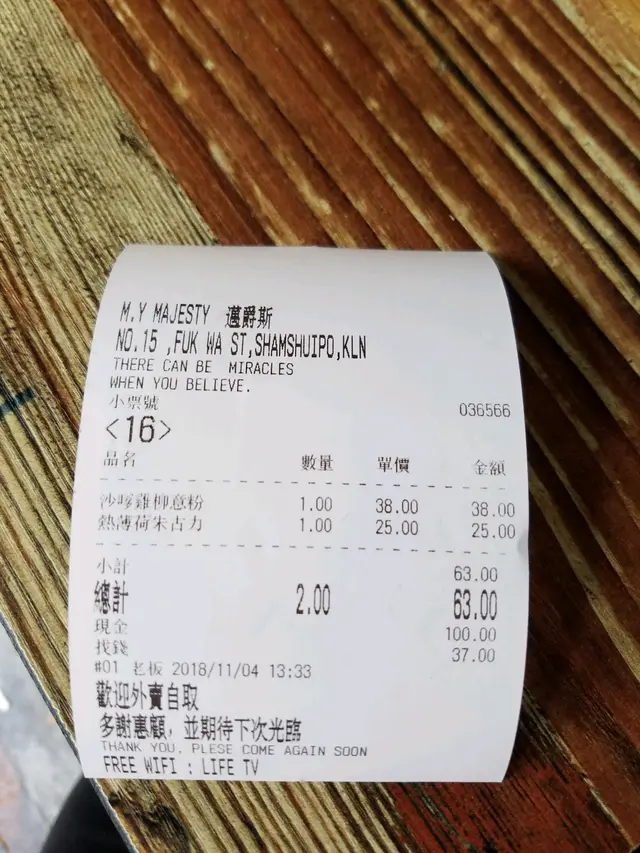 M.Y MAJESTY 邁爵斯
NO.15 ,FUK WA ST,SHAMSHUIPO,KLN
THERE CAN BE MIRACLES
WHEN YOU BELIEVE.
小票號 036566
<16>
品名 數量 單價 金額
沙嗲雞柳意粉 1.00 38.00 38.00
熱薄荷朱古力 1.00 25.00 25.00
小計 63.00
總計 2.00 63.00
現金 100.00
找錢 37.00
#01 老板 2018/11/04 13:33
歡迎外賣自取
多謝惠顧，並期待下次光臨
THANK YOU, PLESE COME AGAIN SOON
FREE WIFI : LIFE TV